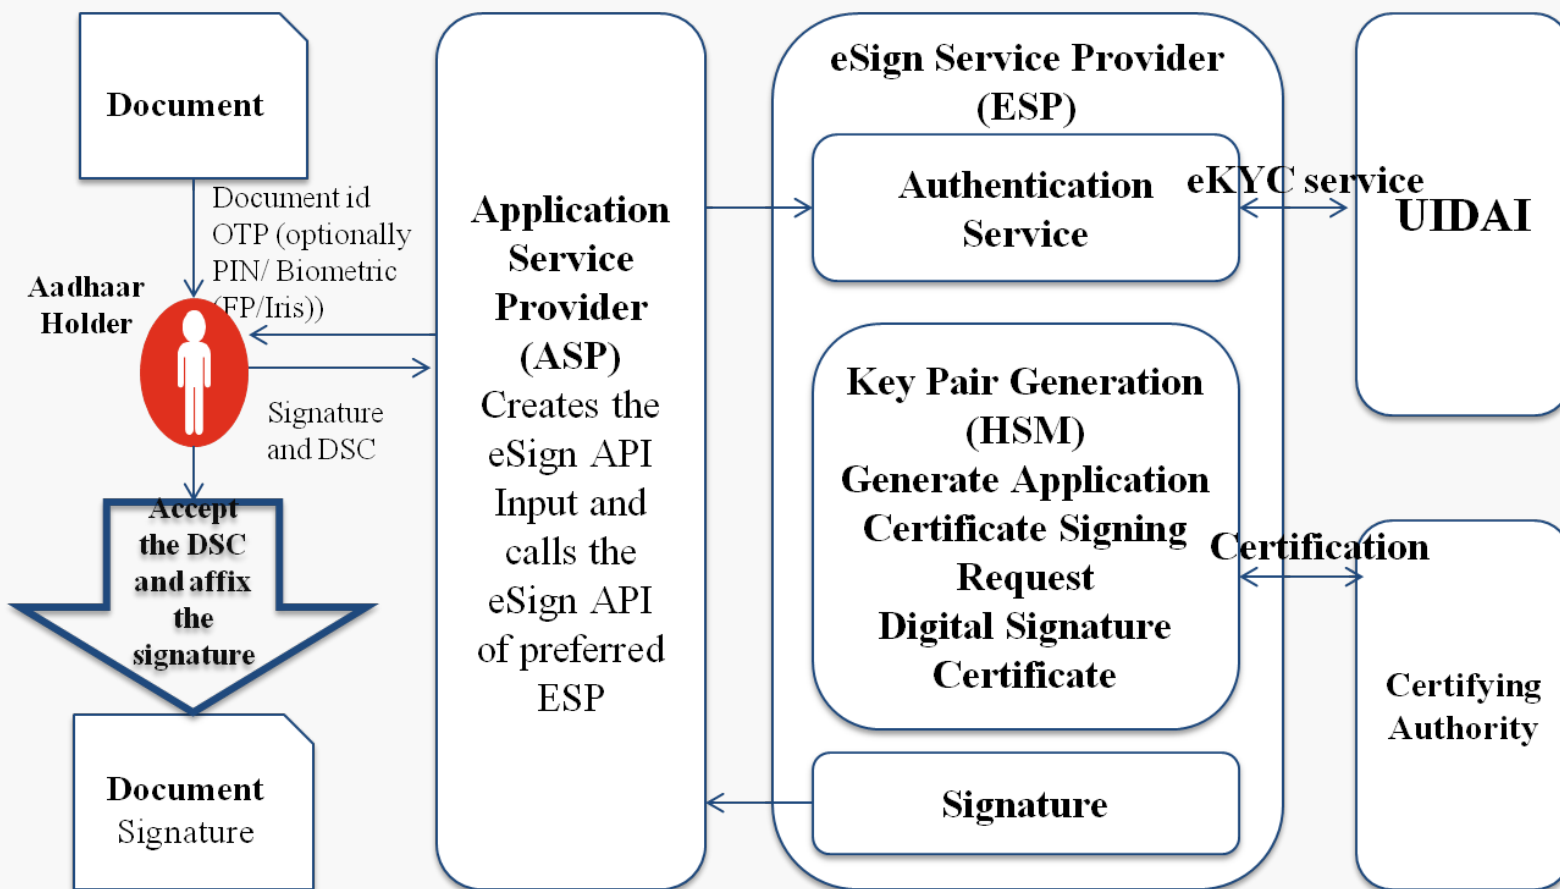 Document
Document id
OTP (optionally
PIN/ Biometric
(FP/Iris))
Aadhaar
Holder
Signature
and DSC
Accept
the DSC
and affix
the
signature
Document
Signature
Application
Service
Provider
(ASP)
Creates the
eSign API
Input and
calls the
eSign API
of preferred
ESP
eSign Service Provider
(ESP)
Authentication
Service
Key Pair Generation
(HSM)
Generate Application
Certificate Signing
Request
Digital Signature
Certificate
Signature
eKYC service
UIDAI
Certification
Certifying
Authority